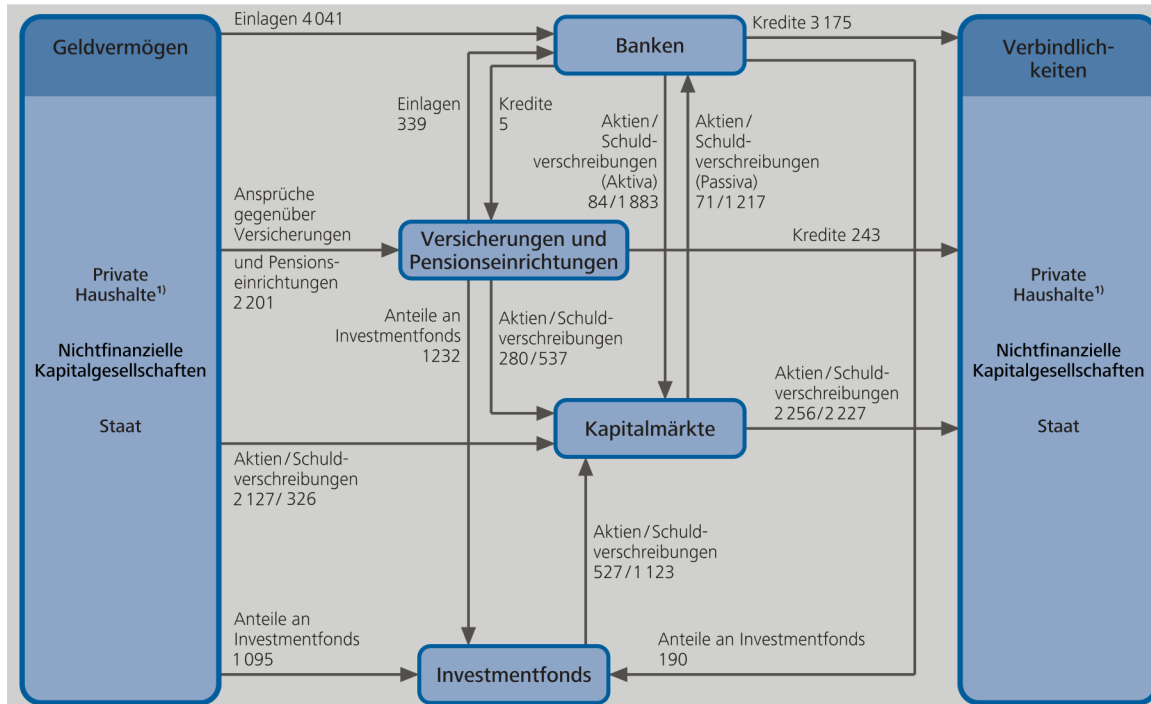 Geldvermögen
Private
Haushalte¹⁾
Nichtfinanzielle
Kapitalgesellschaften
Staat
Einlagen 4 041
Banken
Kredite 3 175
Verbindlich-
keiten
Private
Haushalte¹⁾
Nichtfinanzielle
Kapitalgesellschaften
Staat
Einlagen
339
Kredite
5
Aktien/
Schuld-
verschreibungen
(Aktiva)
84/1 883
Aktien/
Schuld-
verschreibungen
(Passiva)
71/1 217
Ansprüche
gegenüber
Versicherungen
und Pensions-
einrichtungen
2 201
Versicherungen und
Pensionseinrichtungen
Kredite 243
Anteile an
Investmentfonds
1232
Aktien/Schuld-
verschreibungen
280/537
Kapitalmärkte
Aktien/Schuld-
verschreibungen
2 256/2 227
Aktien/Schuld-
verschreibungen
2 127/ 326
Aktien/Schuld-
verschreibungen
527/1 123
Anteile an
Investmentfonds
1 095
Investmentfonds
Anteile an Investmentfonds
190